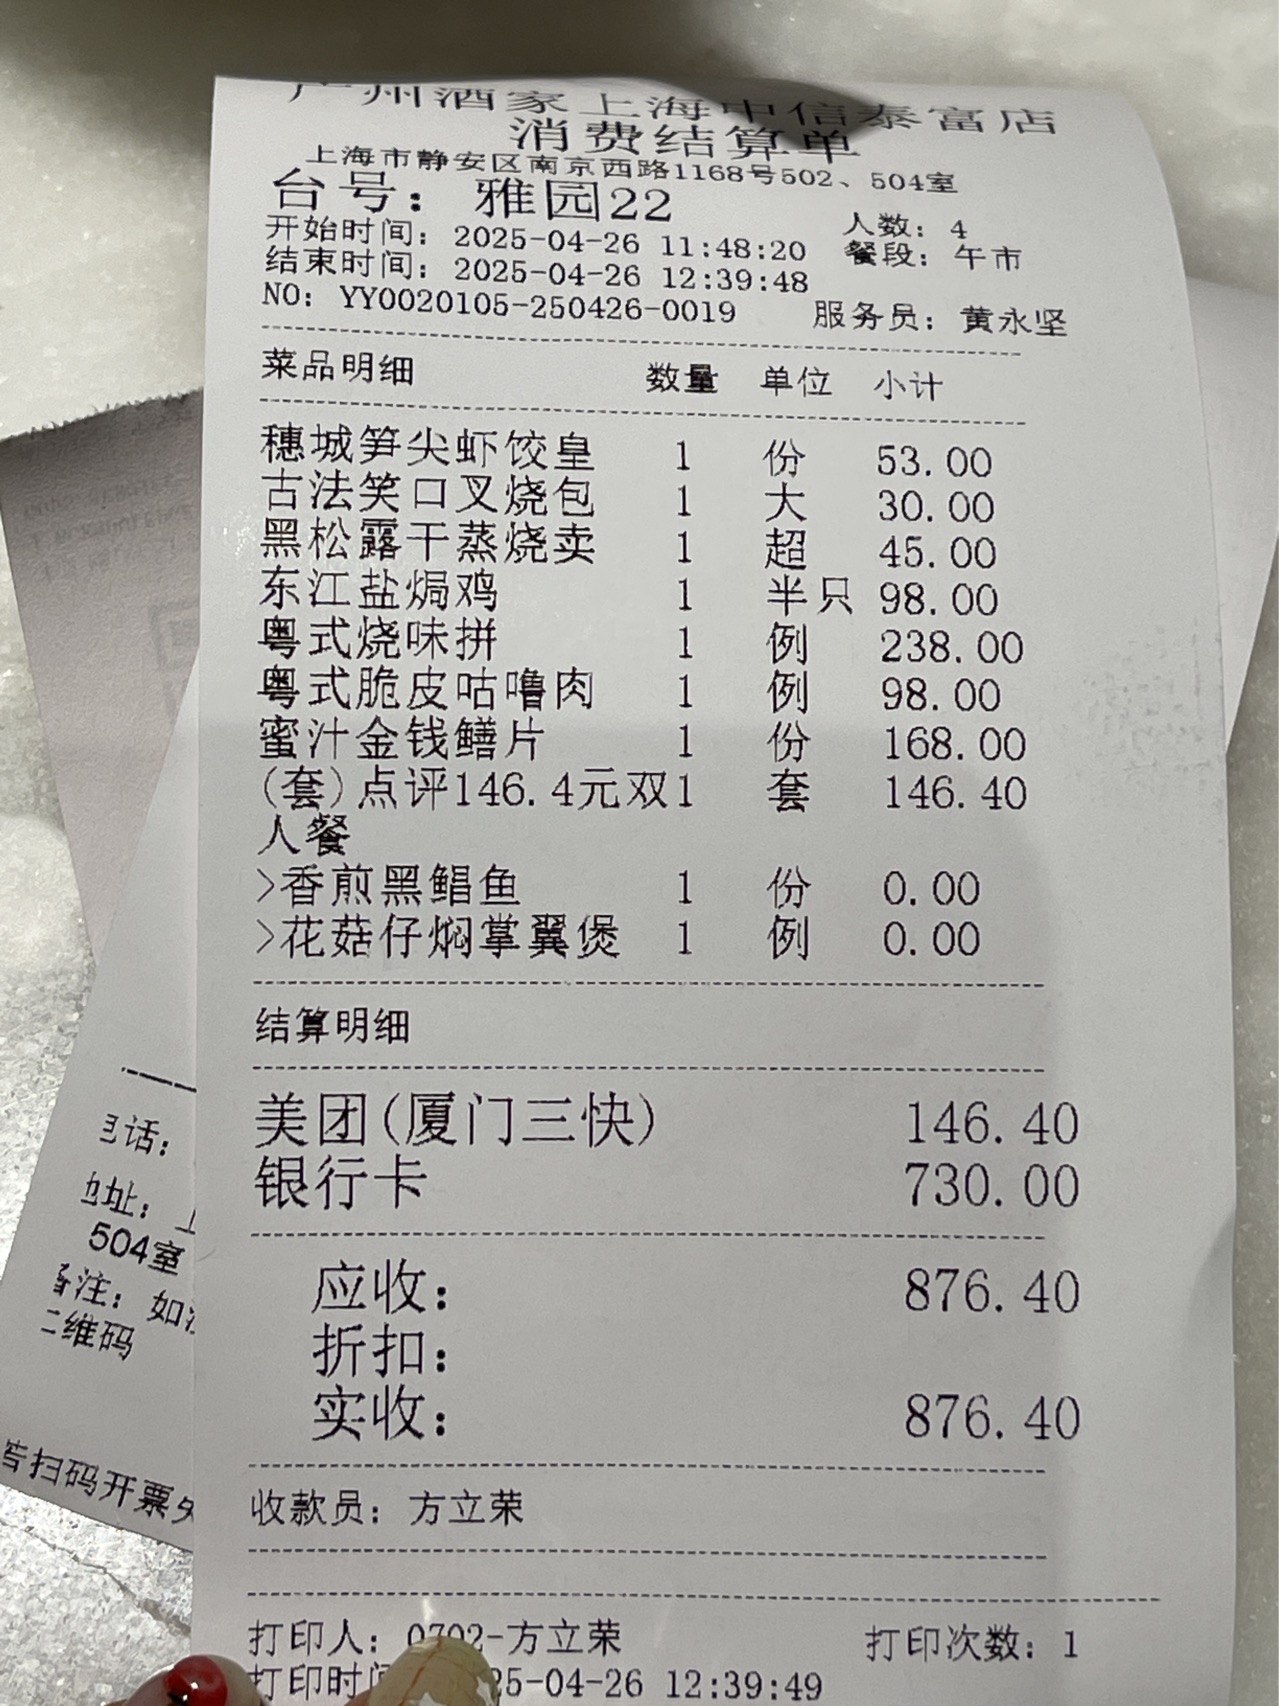 广州酒家上海中信泰富店
消费结算单
上海市静安区南京西路1168号502、504室
台号：雅园22
人数：4
开始时间：2025-04-26 11:48:20 餐段：午市
结束时间：2025-04-26 12:39:48
NO：YY0020105-250426-0019 服务员：黄永坚
菜品明细 数量 单位 小计
穗城笋尖虾饺皇 1 份 53.00
古法笑口叉烧包 1 大 30.00
黑松露干蒸烧卖 1 超 45.00
东江盐焗鸡 1 半只 98.00
粤式烧味拼 1 例 238.00
粤式脆皮咕噜肉 1 例 98.00
蜜汁金钱鳝片 1 份 168.00
(套)点评146.4元双1 套 146.40
人餐
>香煎黑鲳鱼 1 份 0.00
>花菇仔焖掌翼煲 1 例 0.00
结算明细
美团(厦门三快) 146.40
银行卡 730.00
应收： 876.40
折扣：
实收： 876.40
收款员：方立荣
打印人：0702-方立荣 打印次数：1
打印时 25-04-26 12:39:49
话：
址：
504室
注：如
二维码
扫码开票